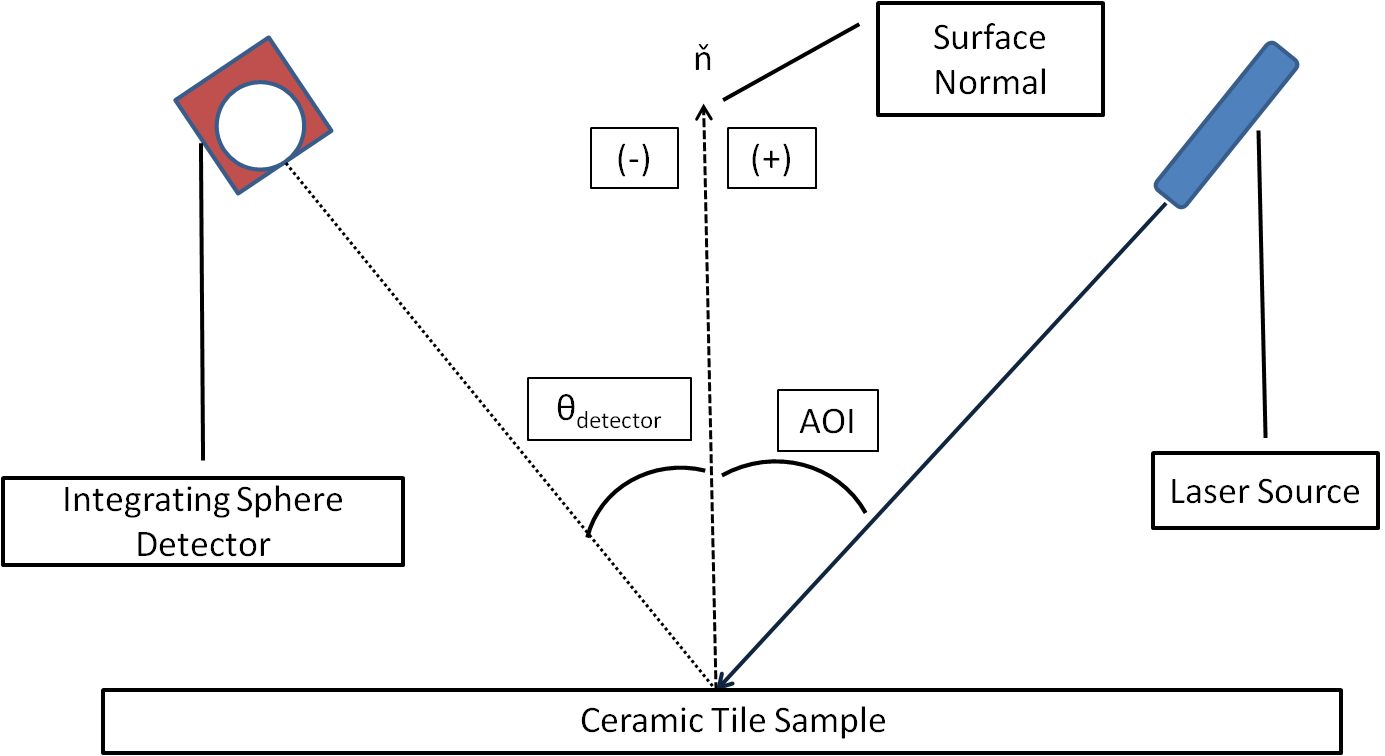 ň
Surface
Normal
(-)
(+)
θdetector
AOI
Integrating Sphere
Detector
Laser Source
Ceramic Tile Sample